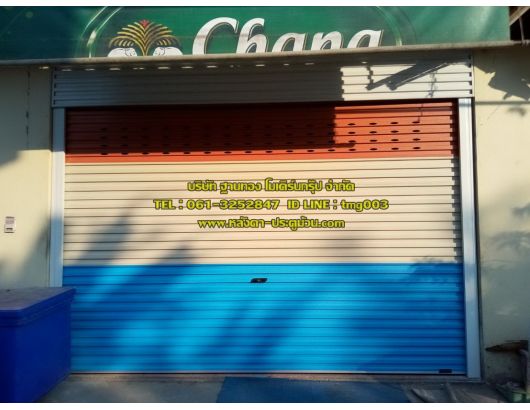 Chang
บริษัท ฐานทอง โมเดิร์นกรุ๊ป จำกัด
TEL : 061-3252847 ID LINE : tmg003
www.หลังคา-ประตูม้วน.com